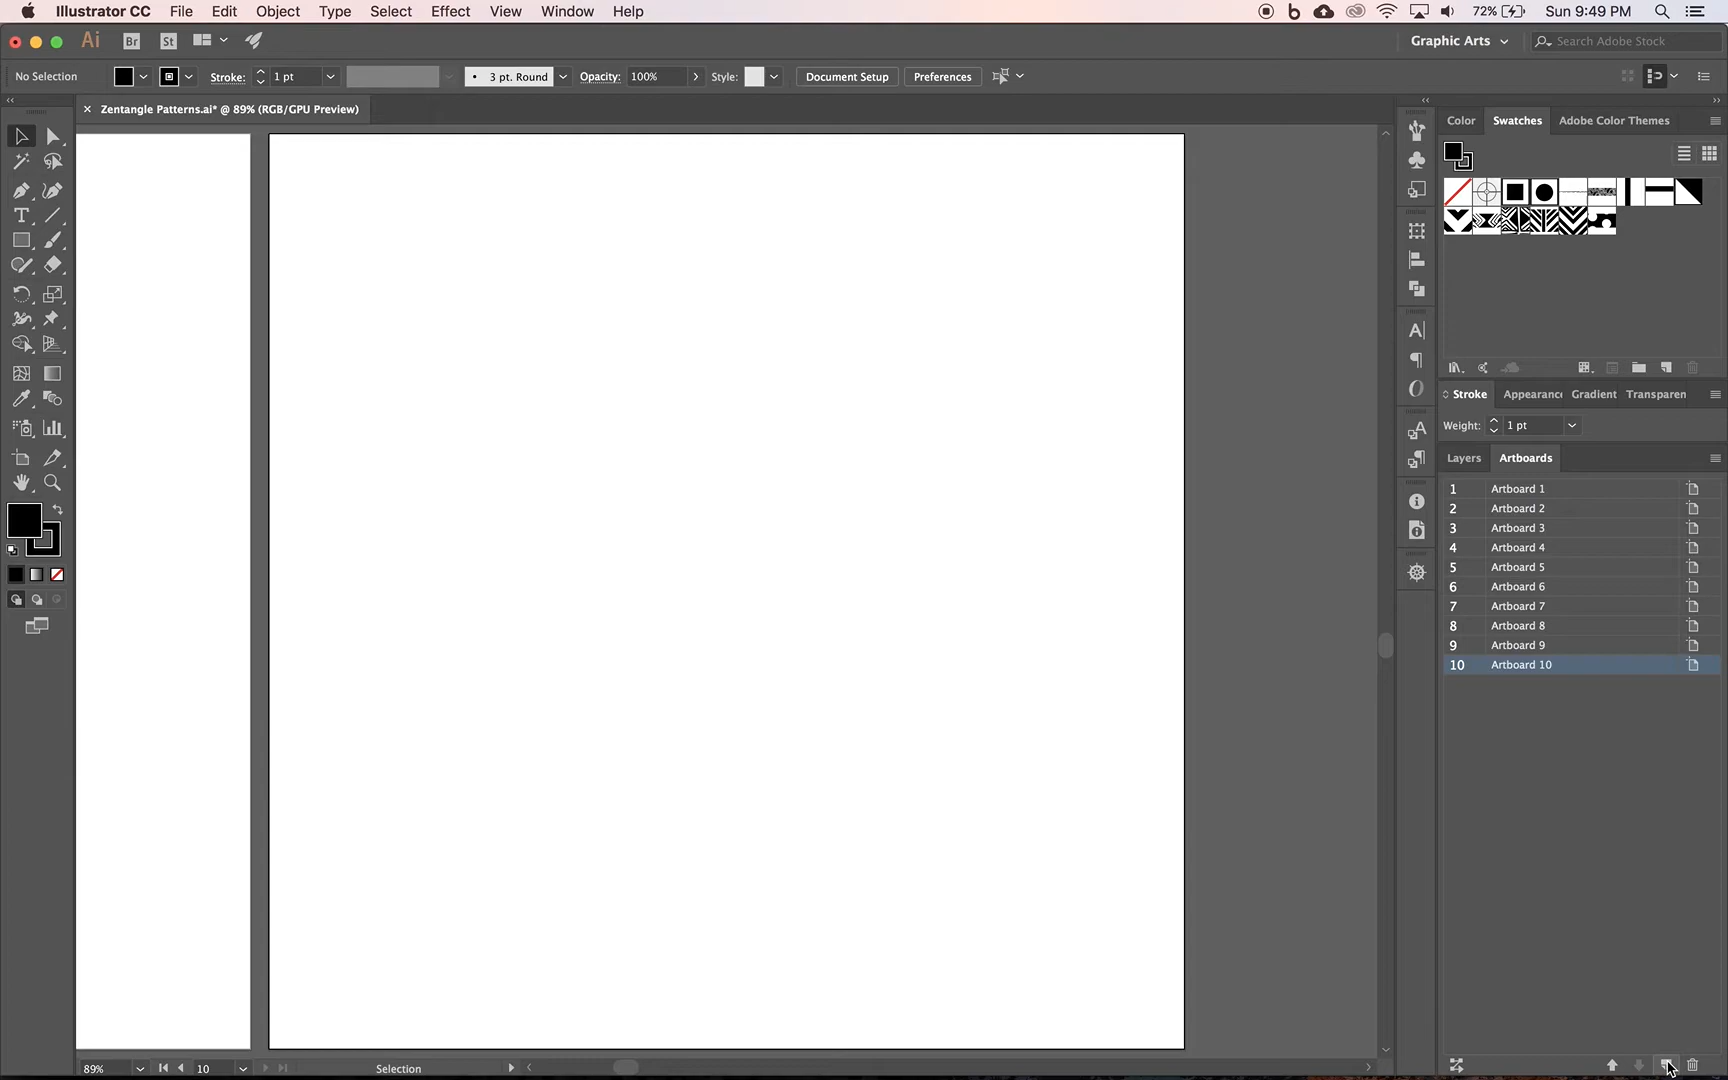 Illustrator CC File Edit Object Type Select Effect View Window Help 72% Sun 9:49 PM
Ai Br St Graphic Arts Search Adobe Stock
No Selection Stroke: 1 pt 3 pt. Round Opacity: 100% Style: Document Setup Preferences
Zentangle Patterns.ai* @ 89% (RGB/GPU Preview)
Color Swatches Adobe Color Themes
Stroke Appearanc Gradient Transparen
Weight: 1 pt
Layers Artboards
1 Artboard 1
2 Artboard 2
3 Artboard 3
4 Artboard 4
5 Artboard 5
6 Artboard 6
7 Artboard 7
8 Artboard 8
9 Artboard 9
10 Artboard 10
89% 10 Selection